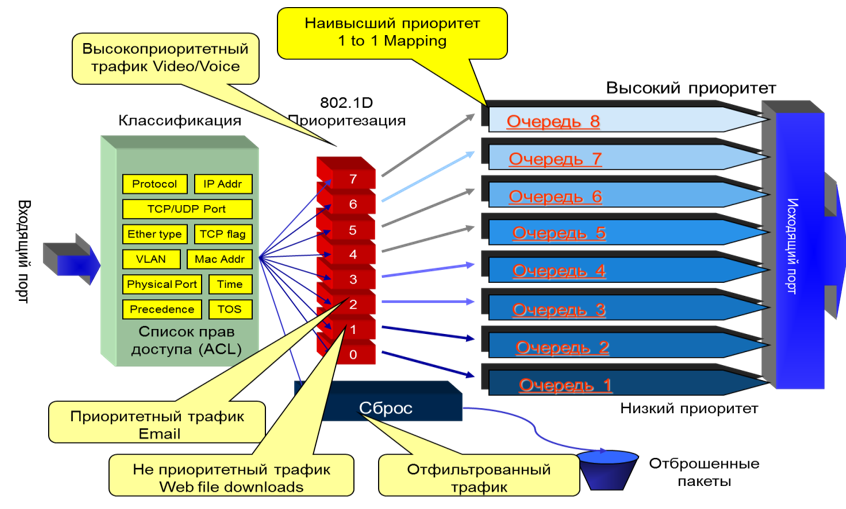 Наивысший приоритет
1 to 1 Mapping
Высокоприоритетный
трафик Video/Voice
Высокий приоритет
802.1D
Приоритезация
Классификация
Входящий порт
Protocol
IP Addr
TCP/UDP Port
Ether type
TCP flag
VLAN
Mac Addr
Physical Port
Time
Precedence
TOS
Список прав
доступа (ACL)
7
6
5
4
3
2
1
0
Очередь 8
Очередь 7
Очередь 6
Очередь 5
Очередь 4
Очередь 3
Очередь 2
Очередь 1
Исходящий порт
Низкий приоритет
Сброс
Приоритетный трафик
Email
Не приоритетный трафик
Web file downloads
Отфильтрованный
трафик
Отброшенные
пакеты